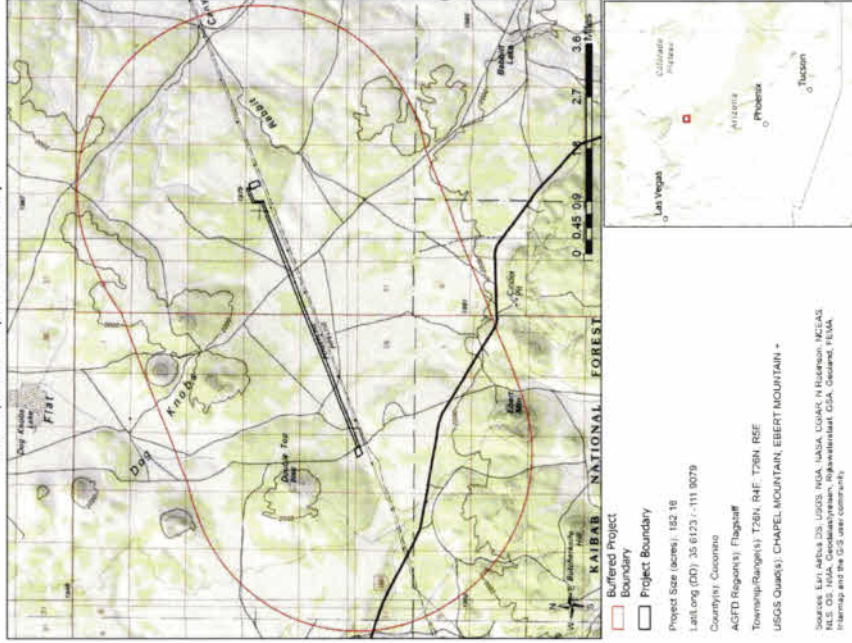 Dog Knobs
Lake
Flat
Dog Knobs
Double Top
Rabbit
Babbitt
Lake
Cinder
Pit
Ebert
Mtn
KAIBAB NATIONAL FOREST
N
W
S
0 0.45 0.9
2.7
3.6
Miles
Buffered Project
Boundary
Project Boundary
Project Size (acres): 182.16
Lat/Long (DD): 35.6123 / -111.9079
County(s): Coconino
AGFD Region(s): Flagstaff
Township/Range(s): T26N, R4E; T26N, R5E
USGS Quad(s): CHAPEL MOUNTAIN; EBERT MOUNTAIN +
Sources: Esri, Airbus DS, USGS, NGA, NASA, CGIAR, N Robinson, NCEAS,
NLS, OS, NMA, Geodatastyrelsen, Rijkswaterstaat, GSA, Geoland, FEMA,
Intermap and the GIS user community
Las Vegas
Colorado
Plateau
Arizona
Phoenix
Tucson